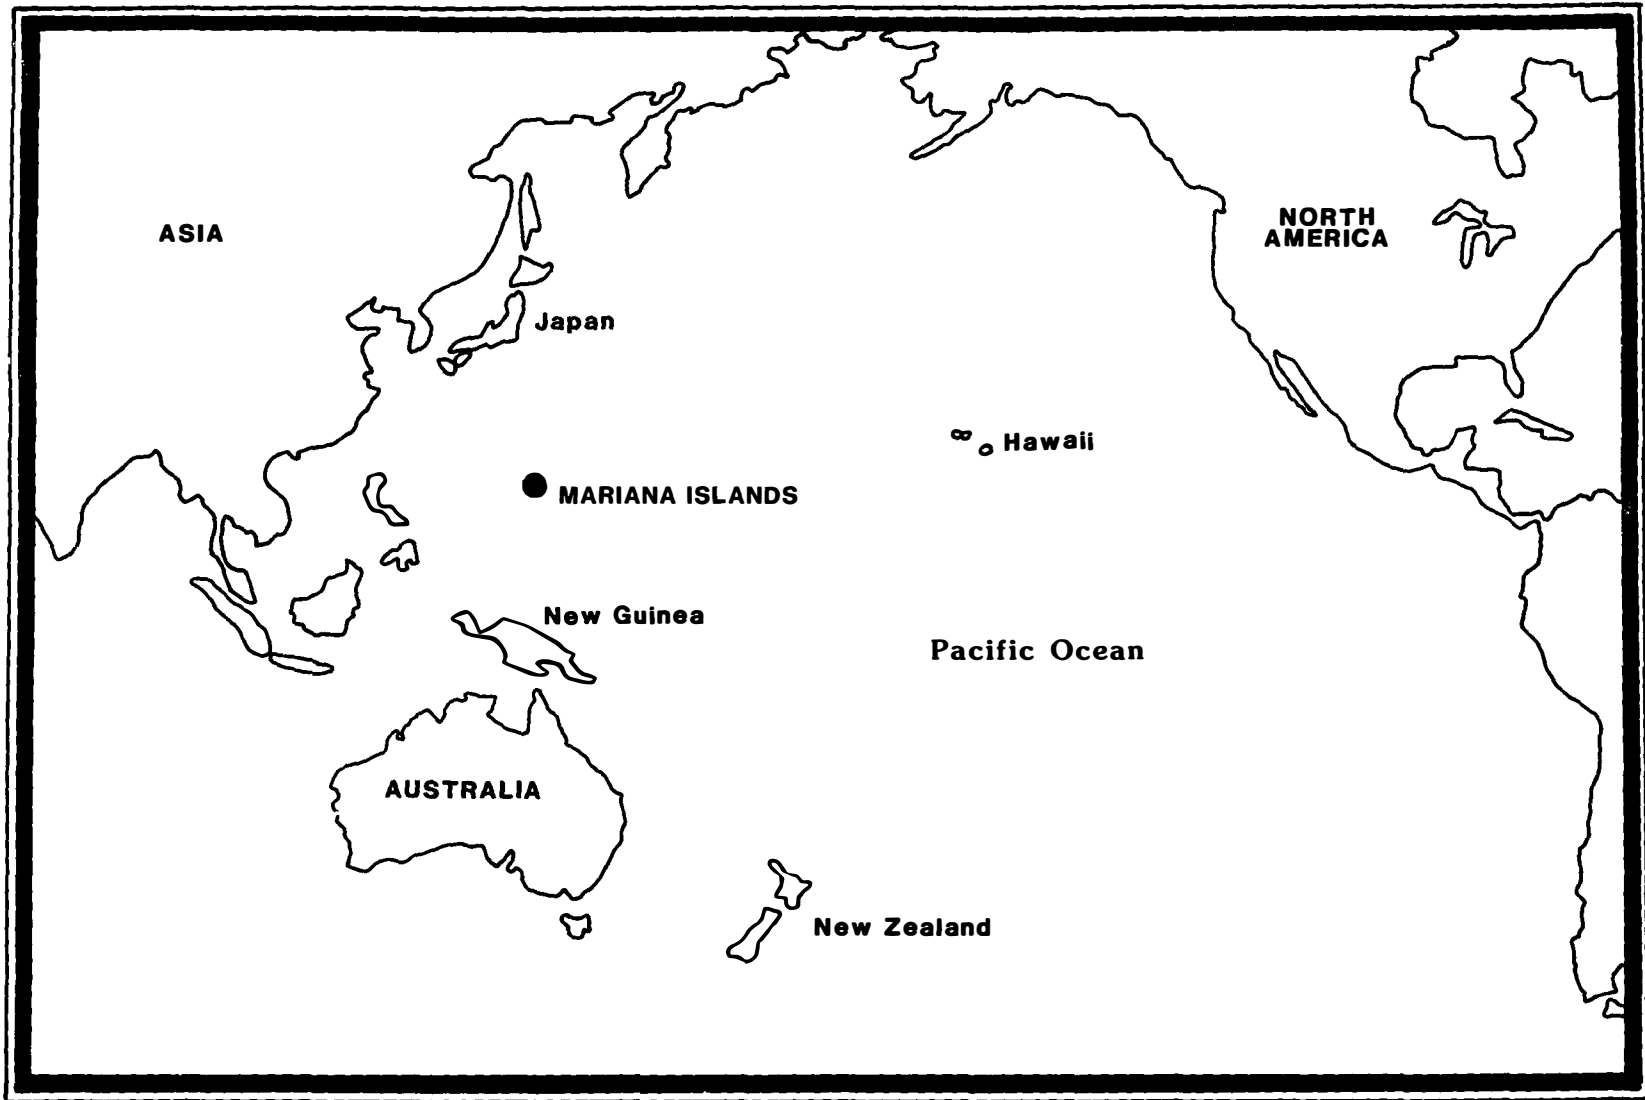 ASIA
NORTH
AMERICA
Japan
Hawaii
MARIANA ISLANDS
New Guinea
Pacific Ocean
AUSTRALIA
New Zealand